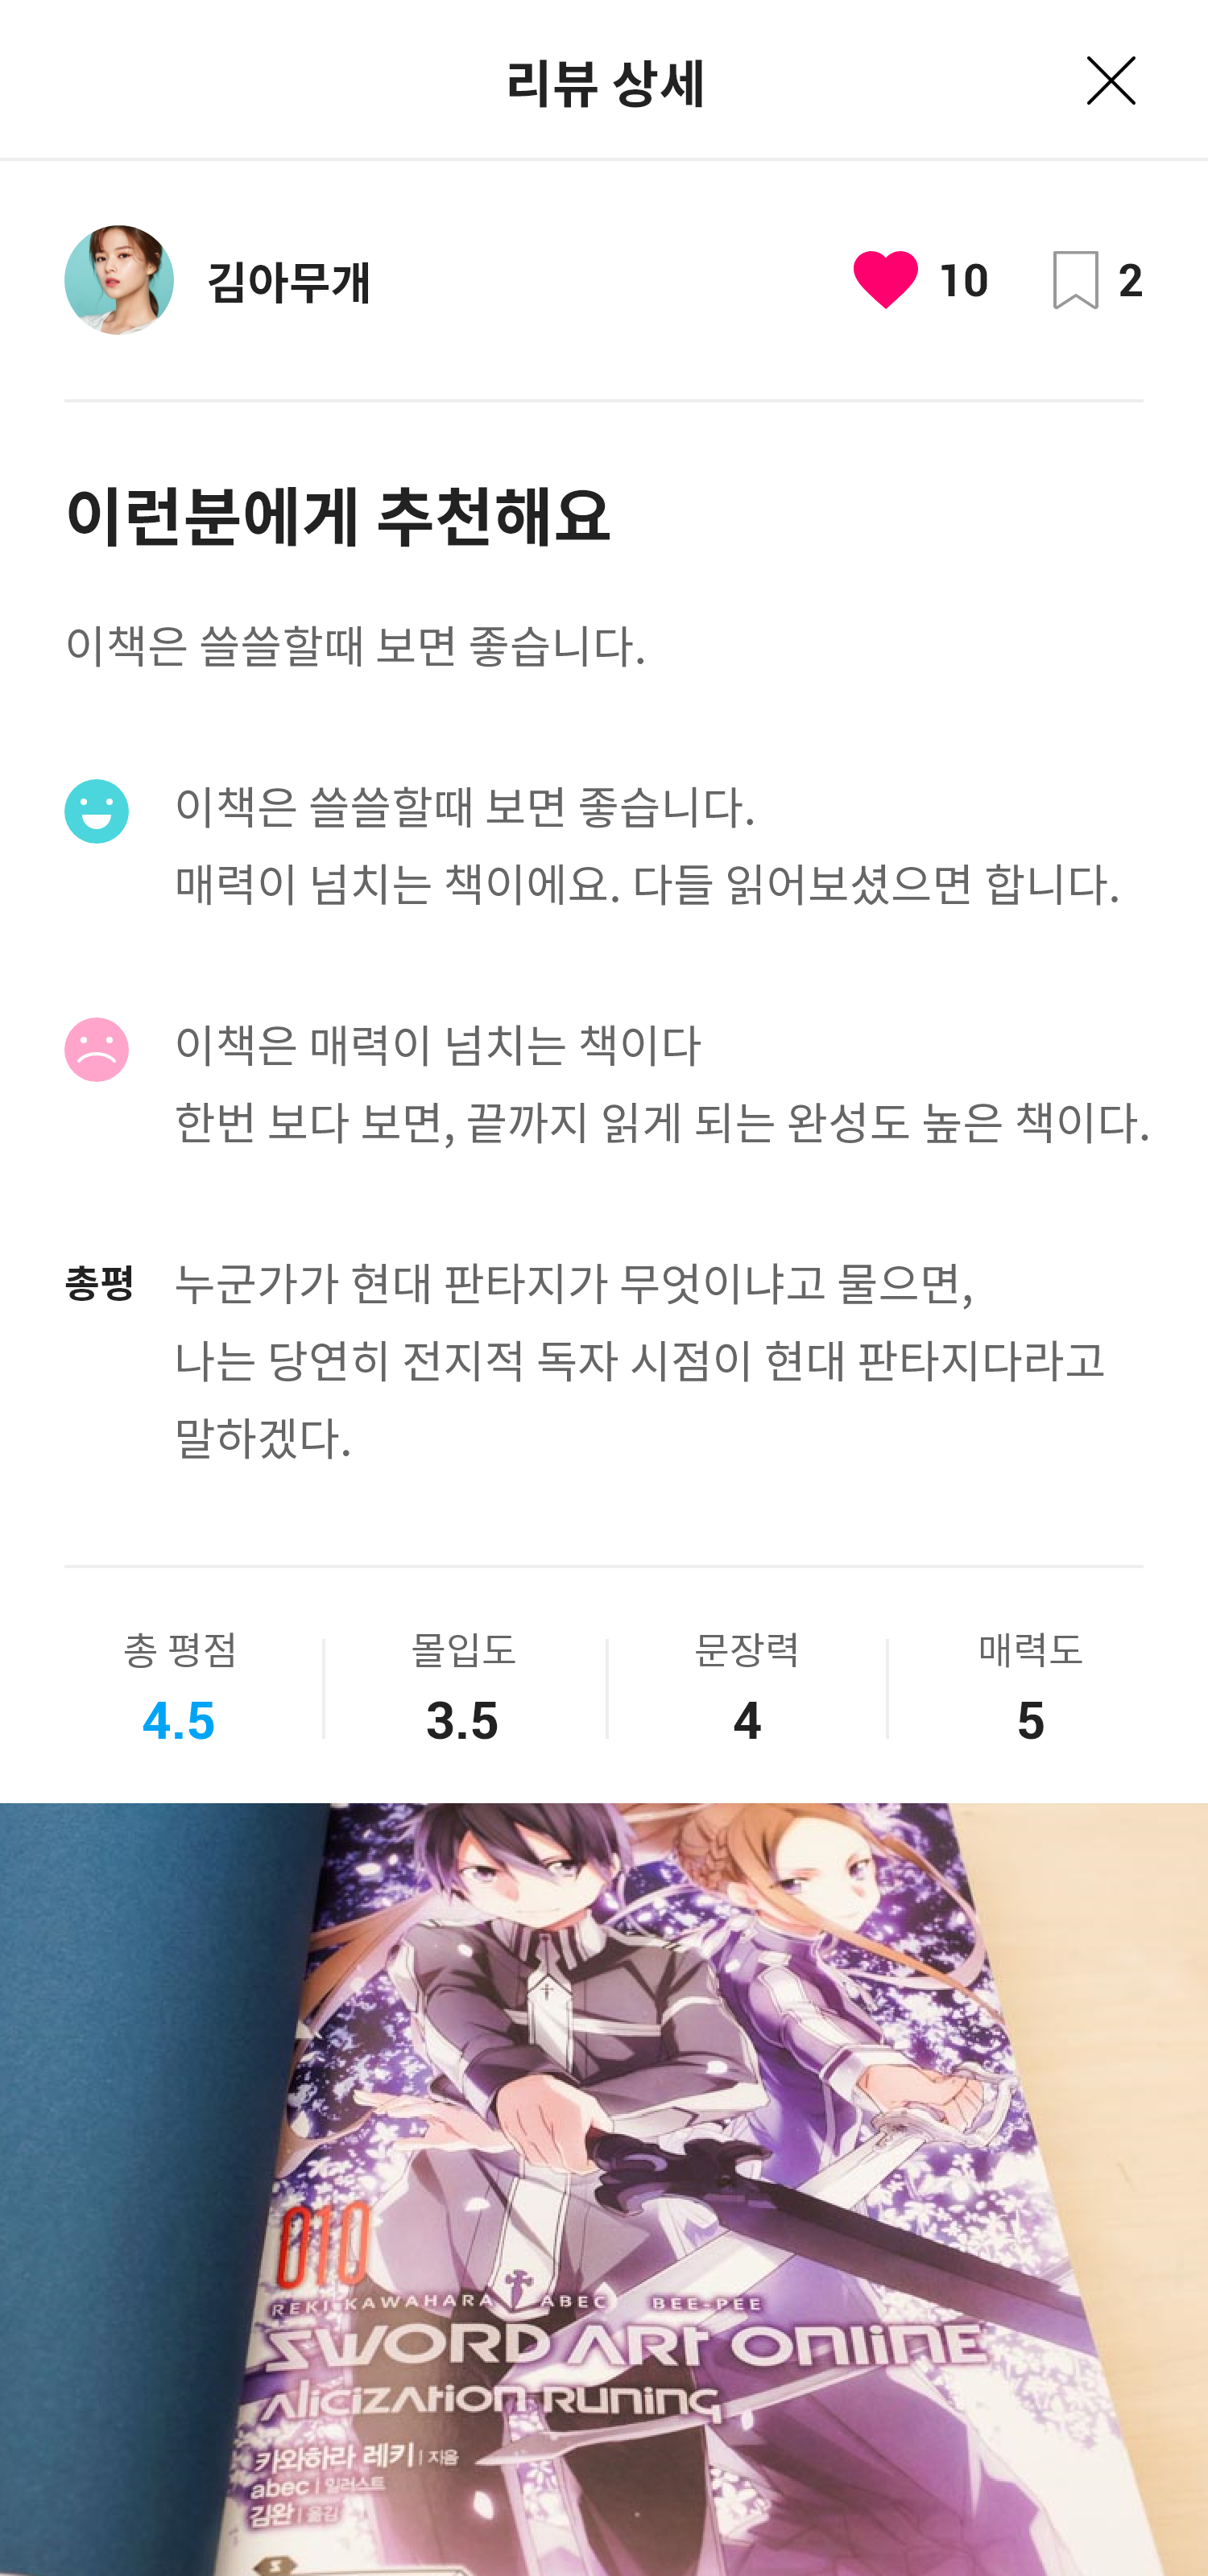 리뷰 상세
김아무개
10
2
이런분에게 추천해요
이책은 쓸쓸할때 보면 좋습니다.
이책은 쓸쓸할때 보면 좋습니다.
매력이 넘치는 책이에요. 다들 읽어보셨으면 합니다.
이책은 매력이 넘치는 책이다
한번 보다 보면, 끝까지 읽게 되는 완성도 높은 책이다.
총평
누군가가 현대 판타지가 무엇이냐고 물으면,
나는 당연히 전지적 독자 시점이 현대 판타지다라고
말하겠다.
총 평점
몰입도
문장력
매력도
4.5
3.5
4
5
010
REKI KAWAHARA ABEC BEE-PEE
SWORD ART ONLINE
ALICIZATION RUNING
카와하라 레키 | 지음
abec | 일러스트
김완 | 옮김